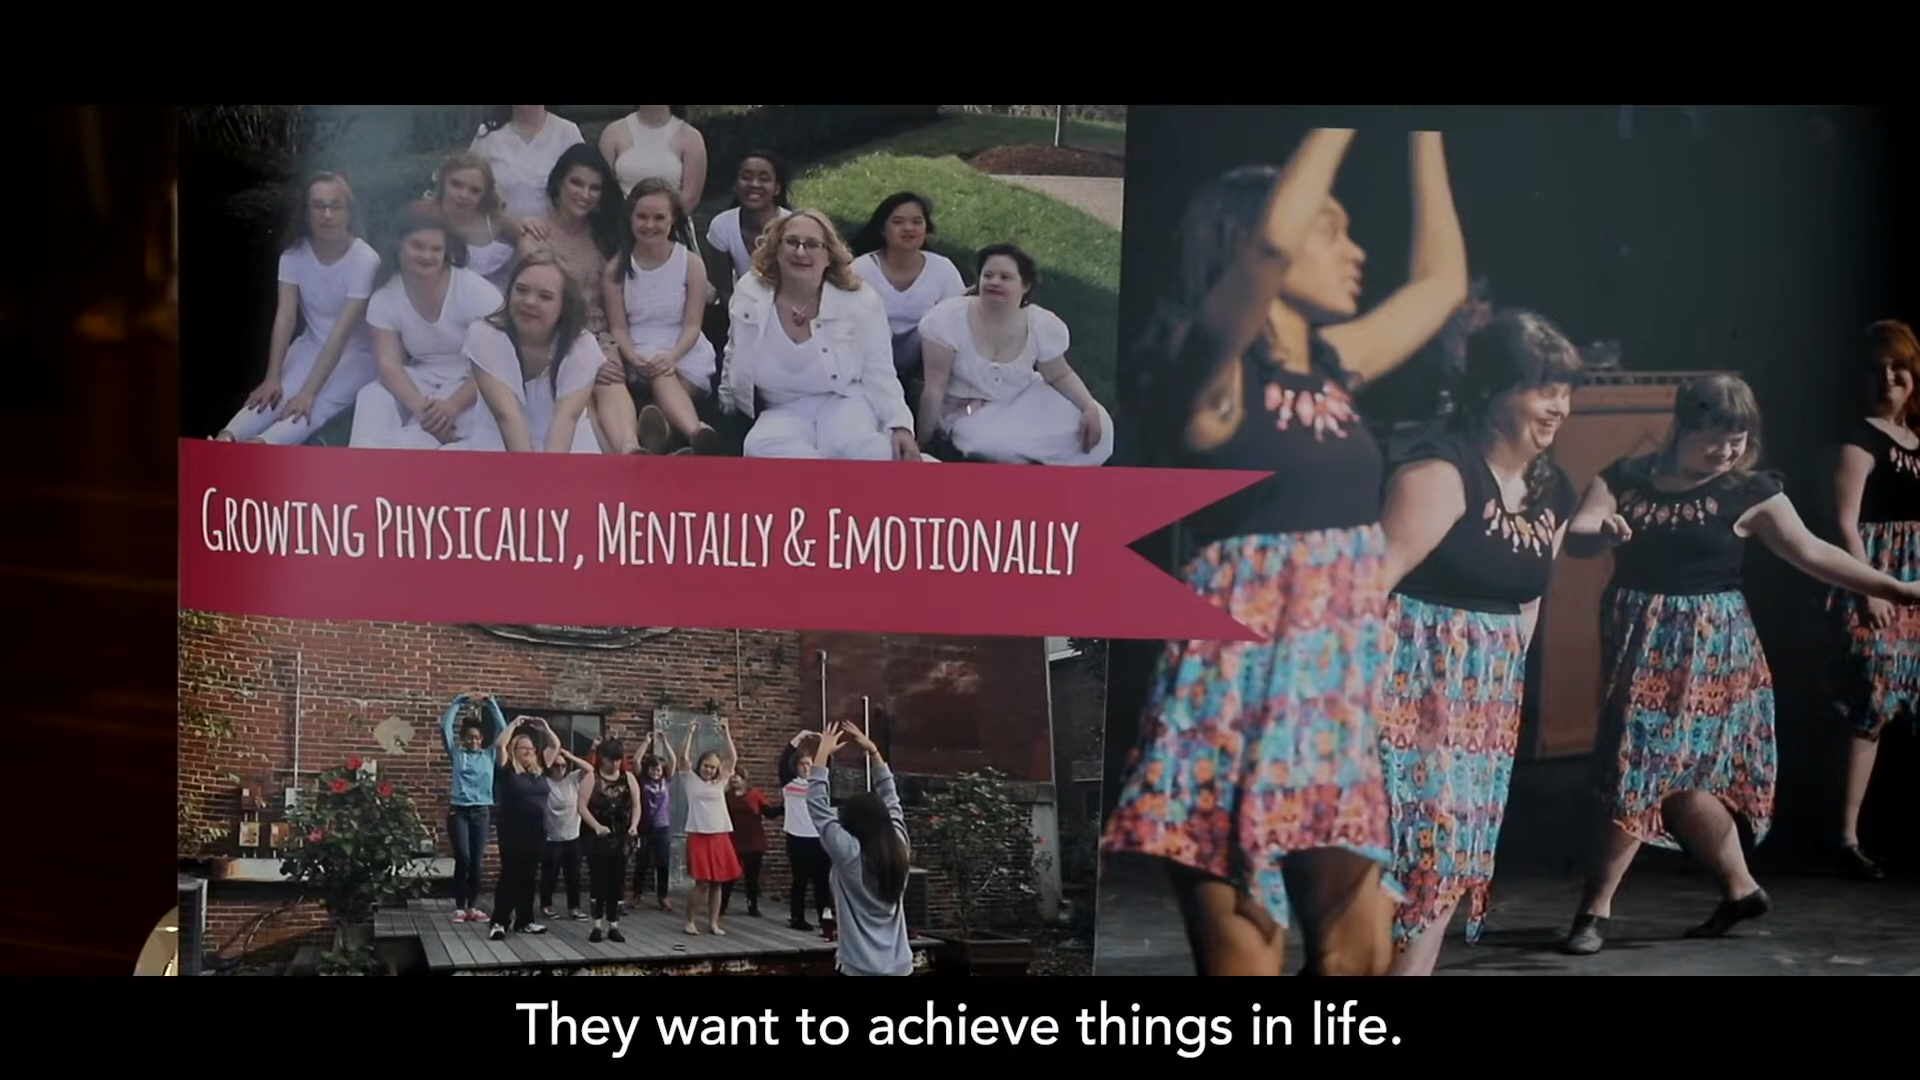 GROWING PHYSICALLY, MENTALLY & EMOTIONALLY
They want to achieve things in life.